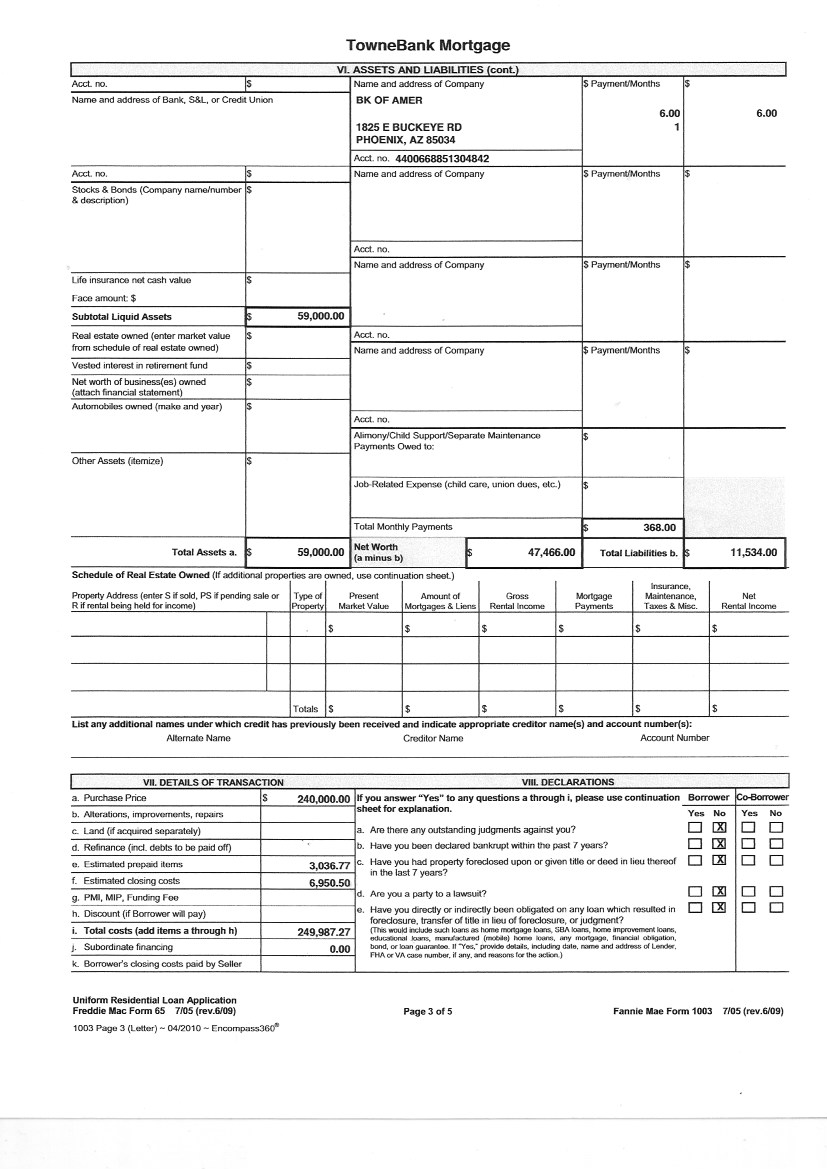 TowneBank Mortgage
VI. ASSETS AND LIABILITIES (cont.)
Acct. no. $ Name and address of Company $ Payment/Months $
Name and address of Bank, S&L, or Credit Union BK OF AMER
6.00 6.00
1825 E BUCKEYE RD 1
PHOENIX, AZ 85034
Acct. no. 4400668851304842
Acct. no. $ Name and address of Company $ Payment/Months $
Stocks & Bonds (Company name/number $
& description)
Acct. no.
Name and address of Company $ Payment/Months $
Life insurance net cash value $
Face amount: $
Subtotal Liquid Assets $ 59,000.00
Real estate owned (enter market value $ Acct. no.
from schedule of real estate owned) Name and address of Company $ Payment/Months $
Vested interest in retirement fund $
Net worth of business(es) owned $
(attach financial statement)
Automobiles owned (make and year) $
Acct. no.
Alimony/Child Support/Separate Maintenance $
Payments Owed to:
Other Assets (itemize) $
Job-Related Expense (child care, union dues, etc.) $
Total Monthly Payments $ 368.00
Total Assets a. $ 59,000.00 Net Worth $ 47,466.00 Total Liabilities b. $ 11,534.00
(a minus b)
Schedule of Real Estate Owned (If additional properties are owned, use continuation sheet.)
Insurance,
Property Address (enter S if sold, PS if pending sale or Type of Present Amount of Gross Mortgage Maintenance, Net
R if rental being held for income) Property Market Value Mortgages & Liens Rental Income Payments Taxes & Misc. Rental Income
$ $ $ $ $ $
Totals $ $ $ $ $ $
List any additional names under which credit has previously been received and indicate appropriate creditor name(s) and account number(s):
Alternate Name Creditor Name Account Number
VII. DETAILS OF TRANSACTION VIII. DECLARATIONS
a. Purchase Price $ 240,000.00 If you answer "Yes" to any questions a through i, please use continuation Borrower Co-Borrower
sheet for explanation.
b. Alterations, improvements, repairs Yes No Yes No
c. Land (if acquired separately) a. Are there any outstanding judgments against you? X
d. Refinance (incl. debts to be paid off) b. Have you been declared bankrupt within the past 7 years? X
e. Estimated prepaid items 3,036.77 c. Have you had property foreclosed upon or given title or deed in lieu thereof X
in the last 7 years?
f. Estimated closing costs 6,950.50
g. PMI, MIP, Funding Fee d. Are you a party to a lawsuit? X
h. Discount (if Borrower will pay) e. Have you directly or indirectly been obligated on any loan which resulted in X
foreclosure, transfer of title in lieu of foreclosure, or judgment?
i. Total costs (add items a through h) 249,987.27 (This would include such loans as home mortgage loans, SBA loans, home improvement loans,
educational loans, manufactured (mobile) home loans, any mortgage, financial obligation,
j. Subordinate financing 0.00 bond, or loan guarantee. If "Yes," provide details, including date, name and address of Lender,
FHA or VA case number, if any, and reasons for the action.)
k. Borrower's closing costs paid by Seller
Uniform Residential Loan Application
Freddie Mac Form 65 7/05 (rev.6/09) Page 3 of 5 Fannie Mae Form 1003 7/05 (rev.6/09)
1003 Page 3 (Letter) ~ 04/2010 ~ Encompass360®